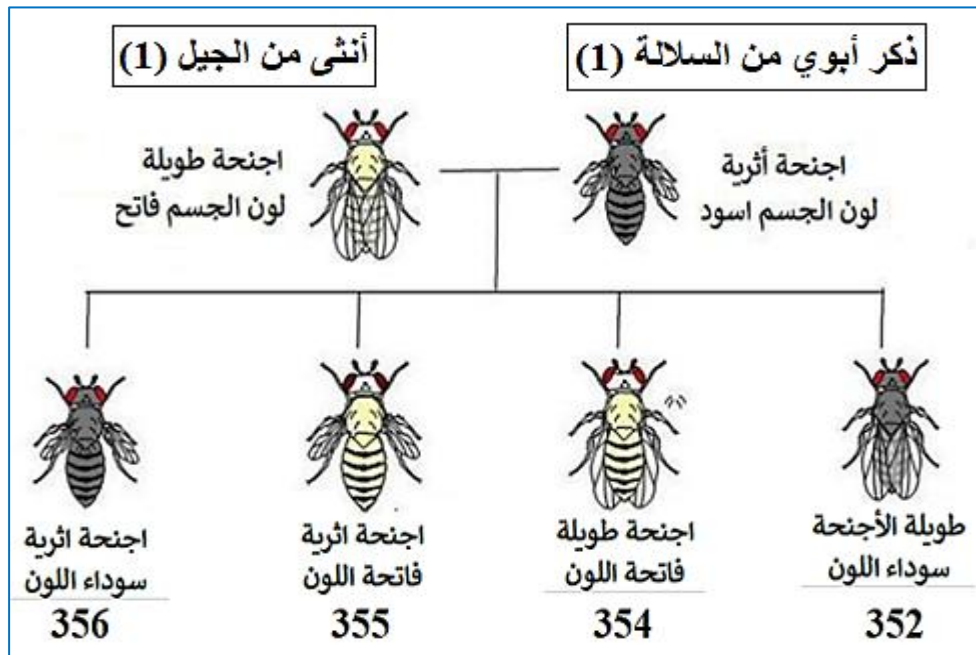 ذكر أبوي من السلالة (1)
أنثى من الجيل (1)
اجنحة أثرية
لون الجسم اسود
اجنحة طويلة
لون الجسم فاتح
طويلة الأجنحة
سوداء اللون
352
اجنحة طويلة
فاتحة اللون
354
اجنحة اثرية
فاتحة اللون
355
اجنحة اثرية
سوداء اللون
356